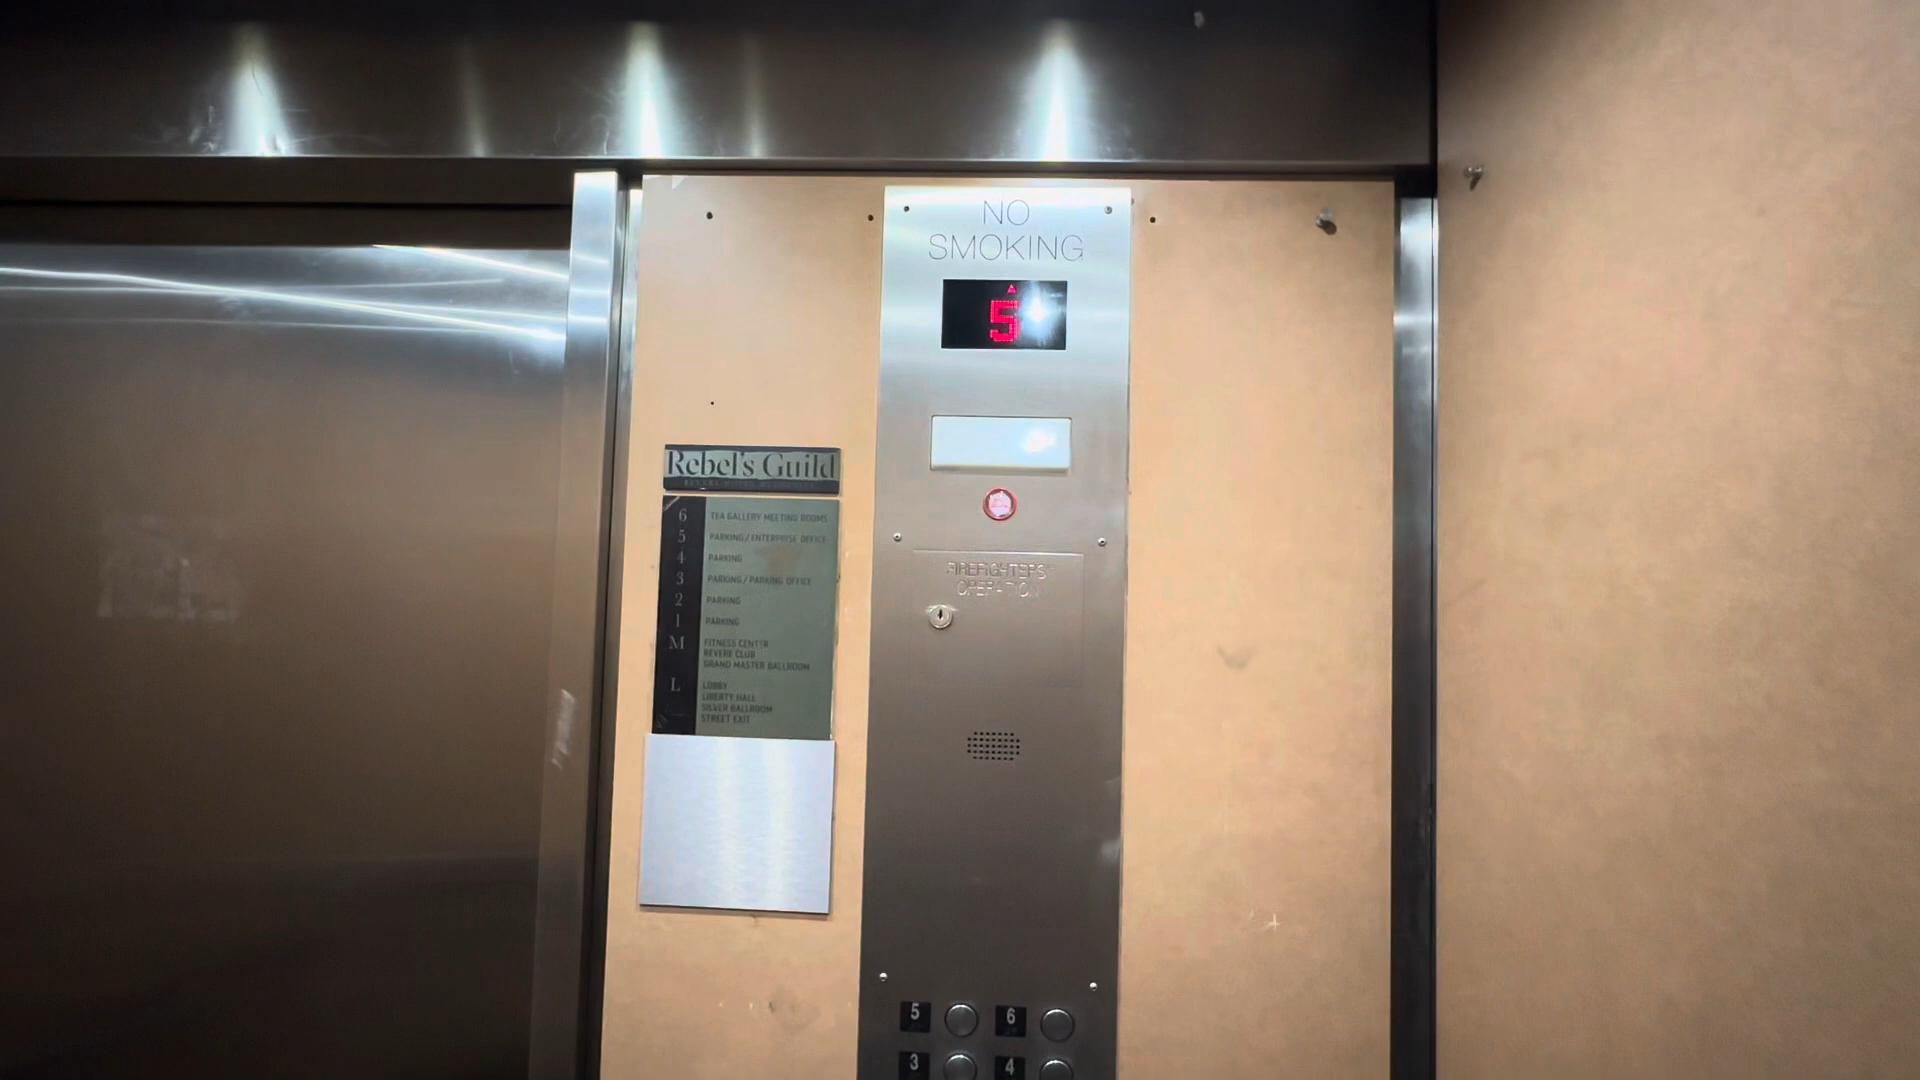 NO
SMOKING
5
Rebel's Guild
6 TEA GALLERY MEETING ROOMS
5 PARKING / ENTERPRISE OFFICE
4 PARKING
3 PARKING / PARKING OFFICE
2 PARKING
1 PARKING
M FITNESS CENTER
REVERE CLUB
GRAND MASTER BALLROOM
L LOBBY
LIBERTY HALL
SILVER BALLROOM
STREET EXIT
FIREFIGHTERS'
OPERATION
5 6
3 4